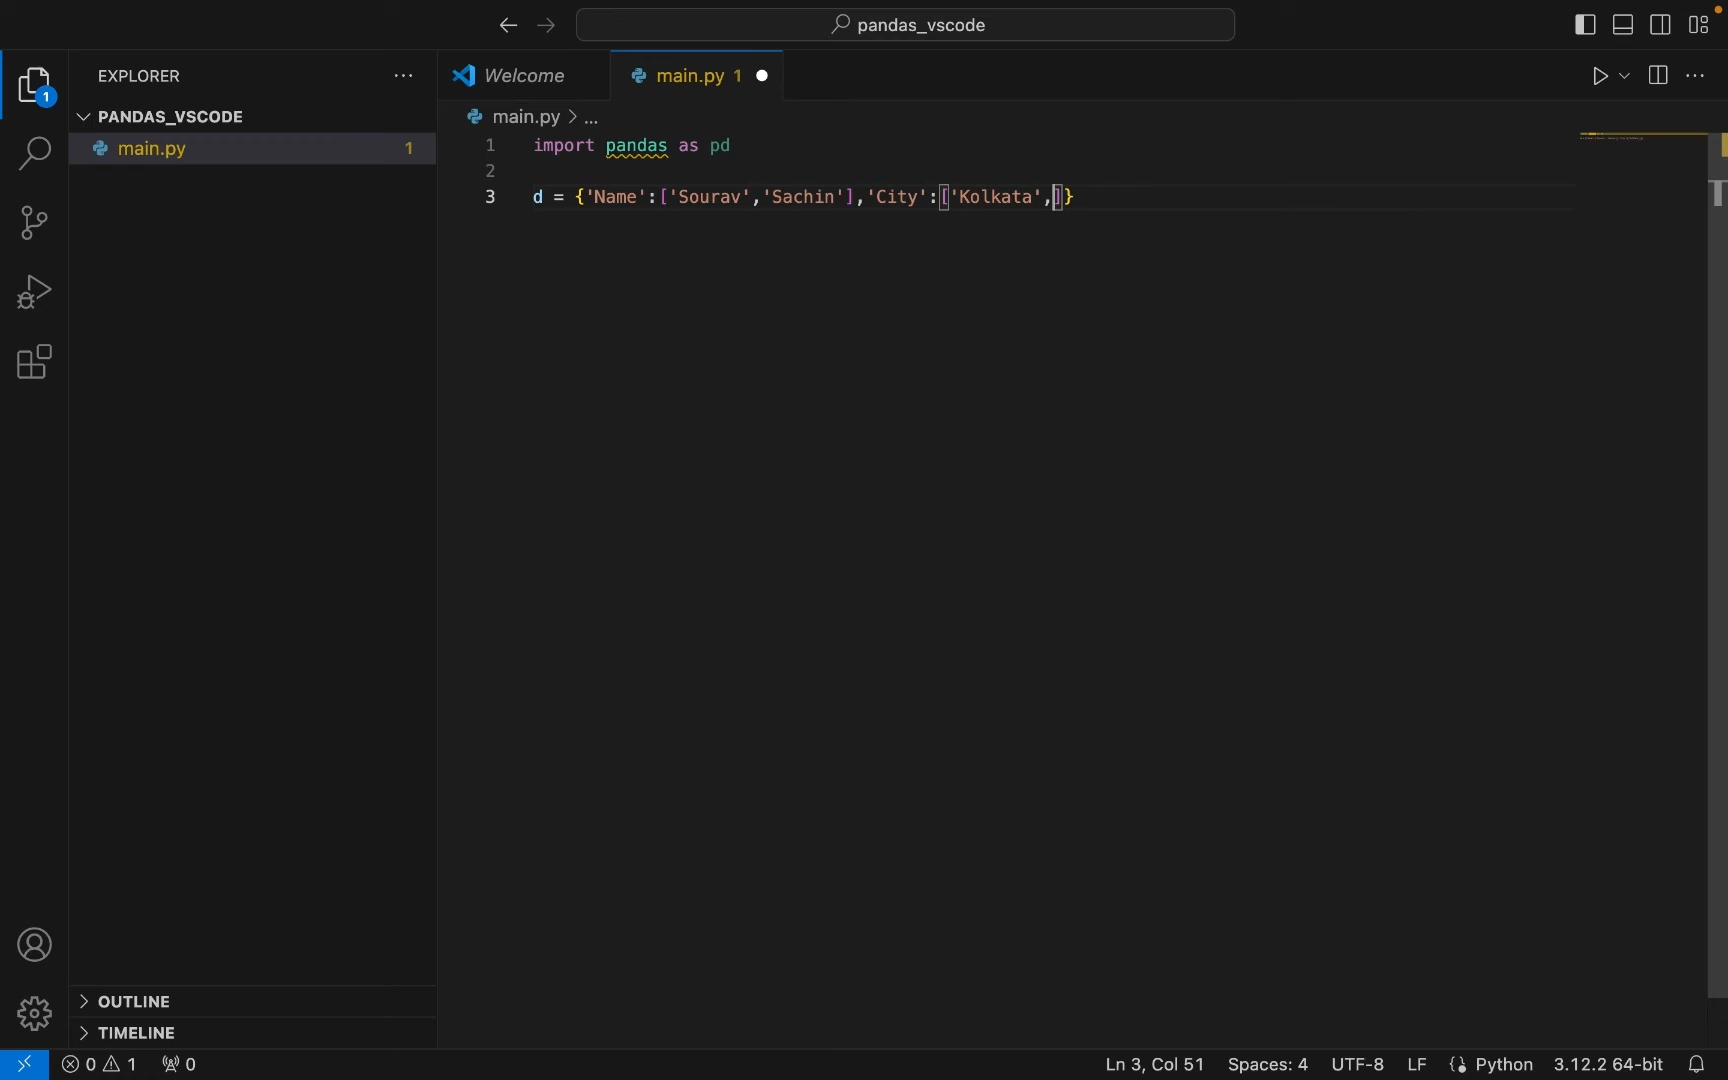 pandas_vscode
EXPLORER
Welcome
main.py 1
1
PANDAS_VSCODE
main.py > ...
main.py 1
1 import pandas as pd
2
3 d = {'Name':['Sourav','Sachin'],'City':['Kolkata',]}
OUTLINE
TIMELINE
0 1 0 Ln 3, Col 51 Spaces: 4 UTF-8 LF Python 3.12.2 64-bit